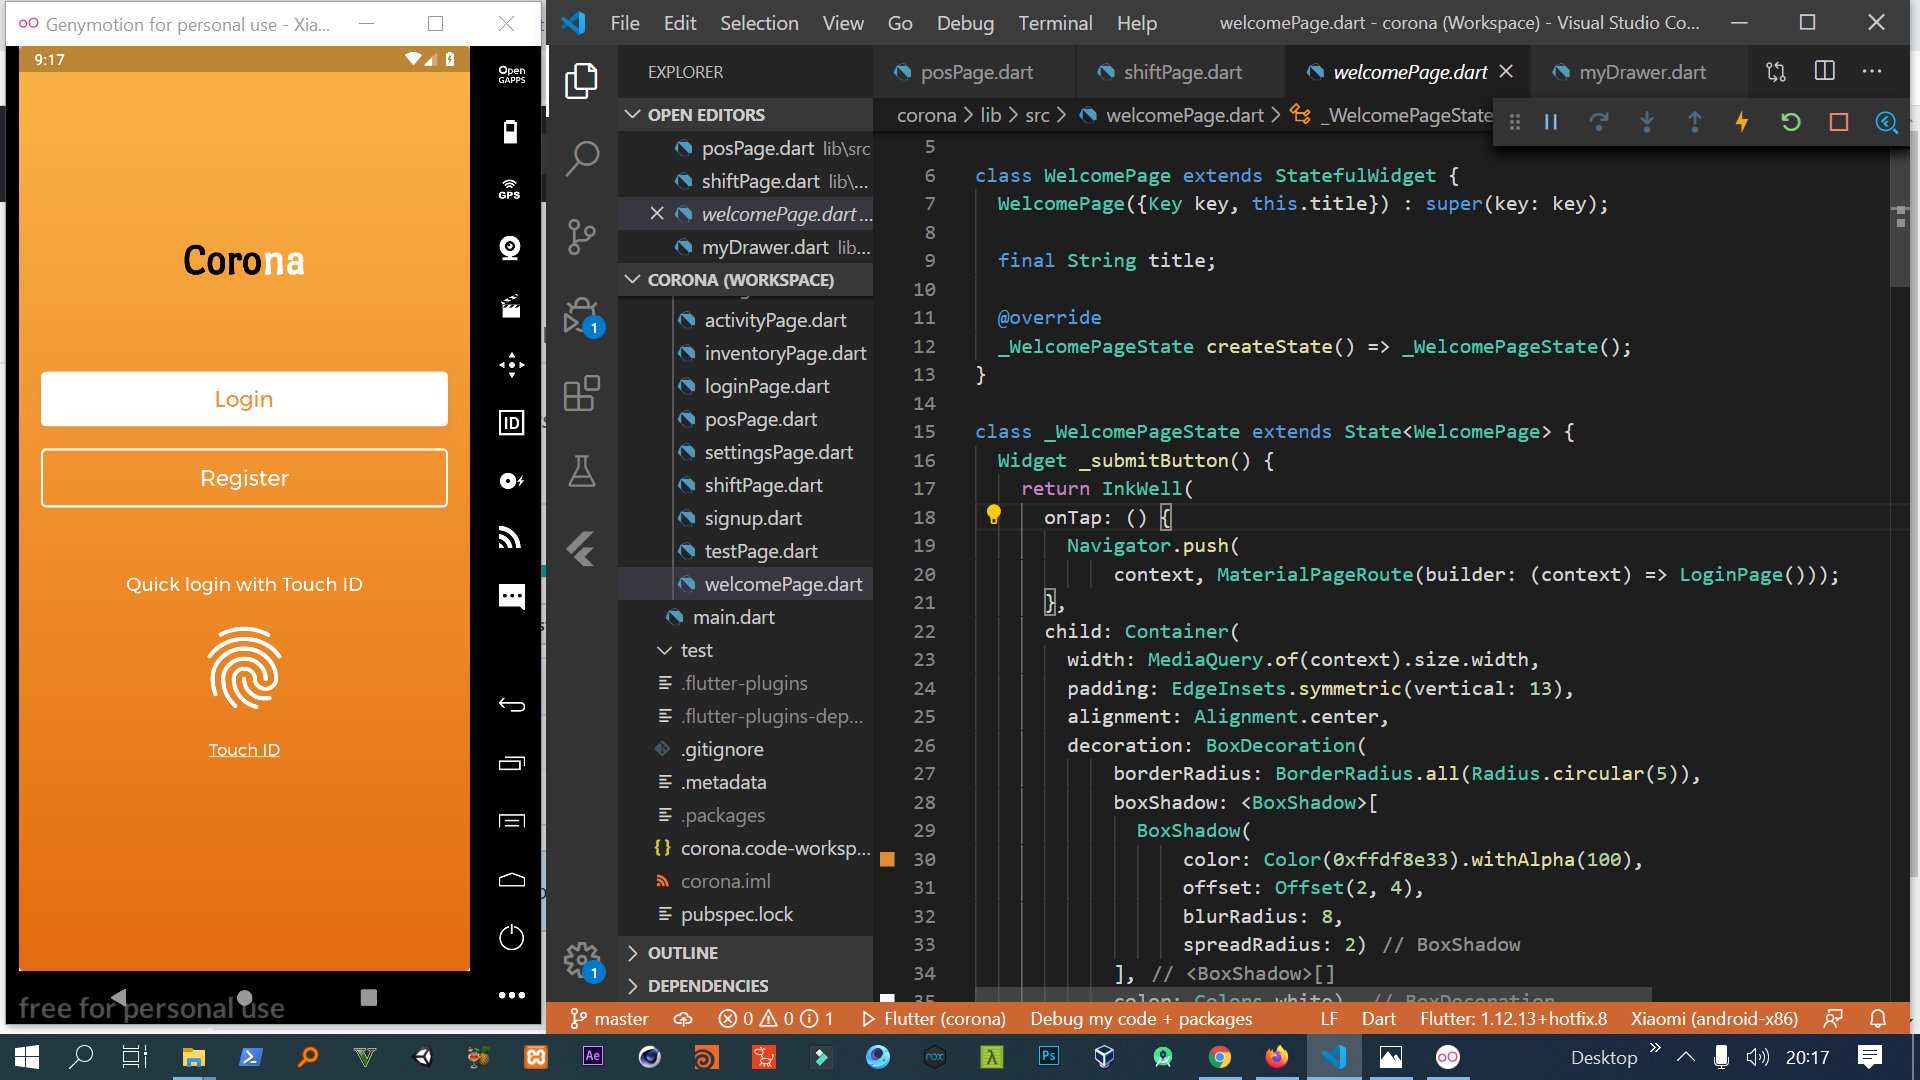 Genymotion for personal use - Xia...
9:17
Corona
Login
Register
Quick login with Touch ID
Touch ID
free for personal use
Open
GAPPS
GPS
ID
File Edit Selection View Go Debug Terminal Help
welcomePage.dart - corona (Workspace) - Visual Studio Co...
EXPLORER
OPEN EDITORS
posPage.dart lib\src
shiftPage.dart lib\...
welcomePage.dart ...
myDrawer.dart lib...
CORONA (WORKSPACE)
activityPage.dart
inventoryPage.dart
loginPage.dart
posPage.dart
settingsPage.dart
shiftPage.dart
signup.dart
testPage.dart
welcomePage.dart
main.dart
test
.flutter-plugins
.flutter-plugins-dep...
.gitignore
.metadata
.packages
corona.code-worksp...
corona.iml
pubspec.lock
OUTLINE
DEPENDENCIES
1
1
posPage.dart shiftPage.dart welcomePage.dart myDrawer.dart
corona > lib > src > welcomePage.dart > _WelcomePageState
5
6 class WelcomePage extends StatefulWidget {
7 WelcomePage({Key key, this.title}) : super(key: key);
8
9 final String title;
10
11 @override
12 _WelcomePageState createState() => _WelcomePageState();
13 }
14
15 class _WelcomePageState extends State<WelcomePage> {
16 Widget _submitButton() {
17 return InkWell(
18 onTap: () {
19 Navigator.push(
20 context, MaterialPageRoute(builder: (context) => LoginPage()));
21 },
22 child: Container(
23 width: MediaQuery.of(context).size.width,
24 padding: EdgeInsets.symmetric(vertical: 13),
25 alignment: Alignment.center,
26 decoration: BoxDecoration(
27 borderRadius: BorderRadius.all(Radius.circular(5)),
28 boxShadow: <BoxShadow>[
29 BoxShadow(
30 color: Color(0xffdf8e33).withAlpha(100),
31 offset: Offset(2, 4),
32 blurRadius: 8,
33 spreadRadius: 2) // BoxShadow
34 ], // <BoxShadow>[]
35 color: Colors.white), // BoxDecoration
master 0 0 1 Flutter (corona) Debug my code + packages LF Dart Flutter: 1.12.13+hotfix.8 Xiaomi (android-x86)
Desktop 20:17